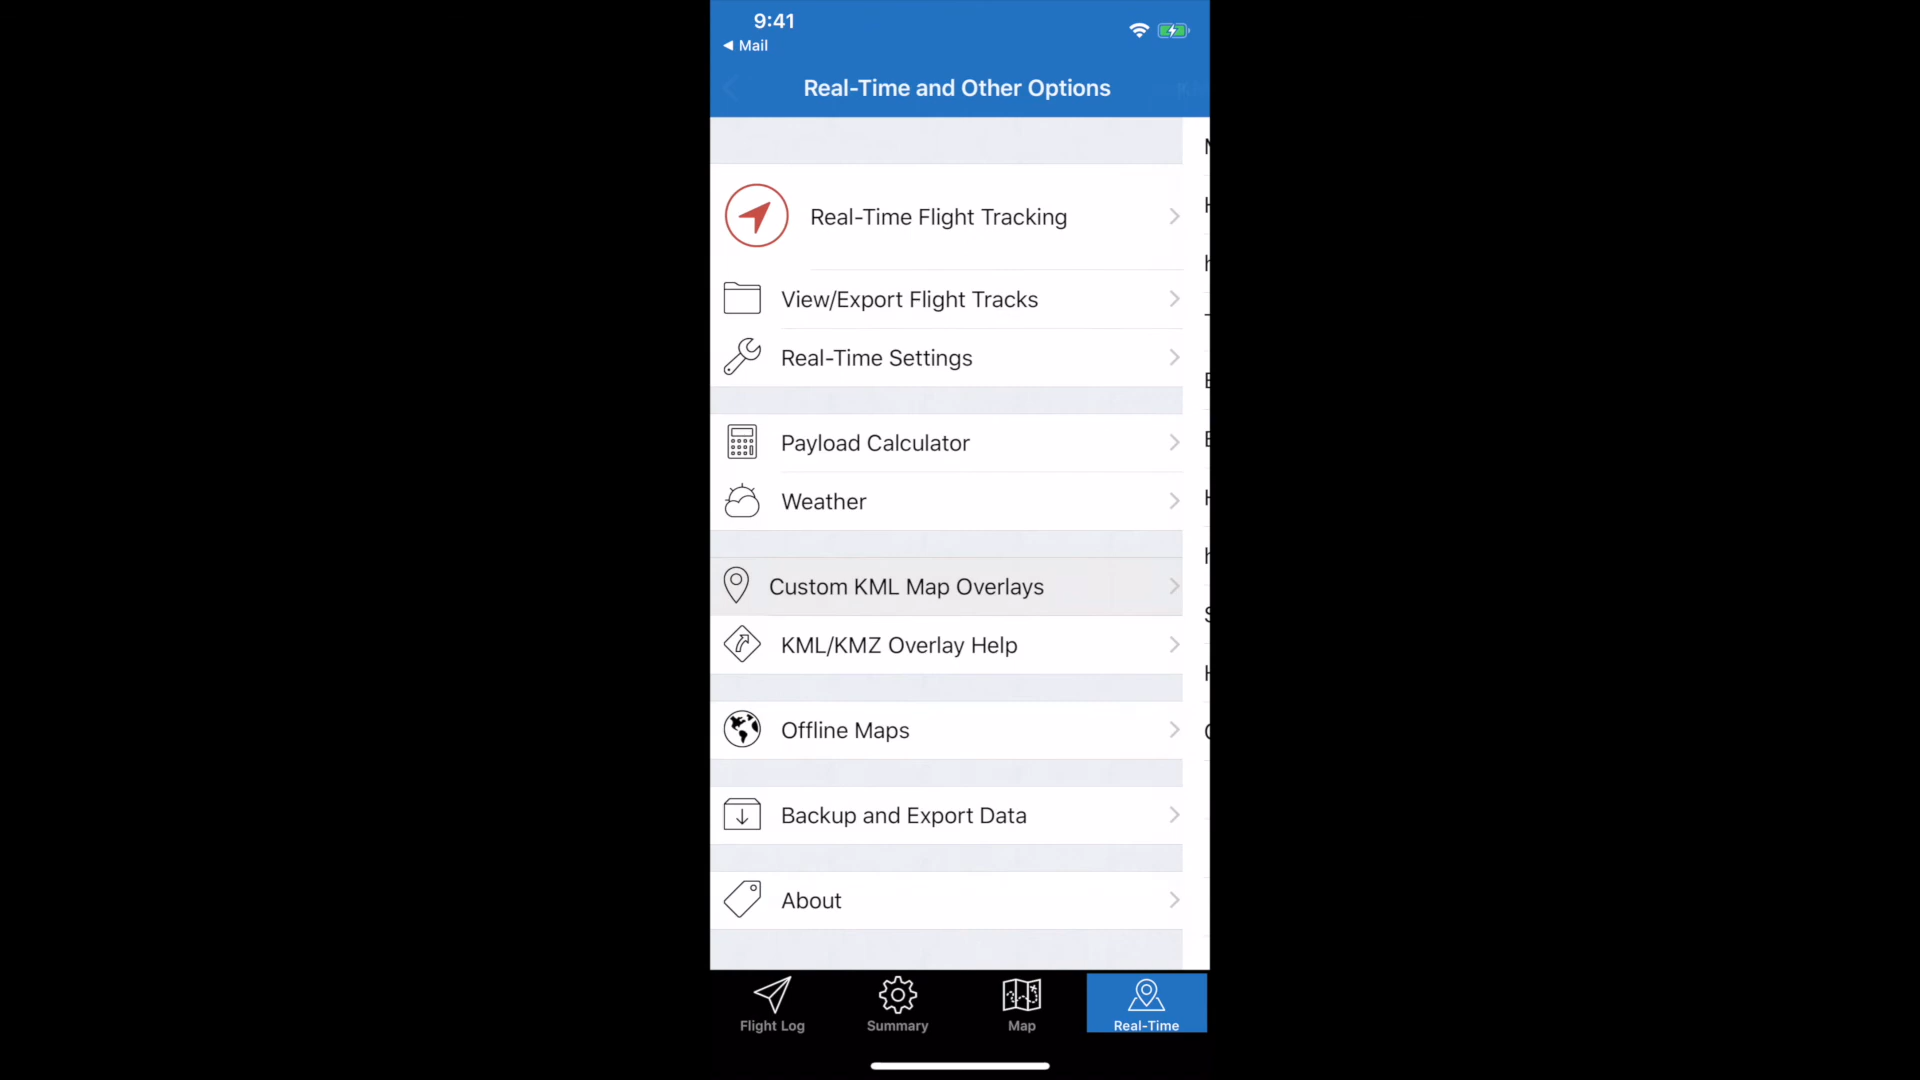 9:41
Mail
Real-Time and Other Options
Real-Time Flight Tracking
View/Export Flight Tracks
Real-Time Settings
Payload Calculator
Weather
Custom KML Map Overlays
KML/KMZ Overlay Help
Offline Maps
Backup and Export Data
About
Flight Log
Summary
Map
Real-Time